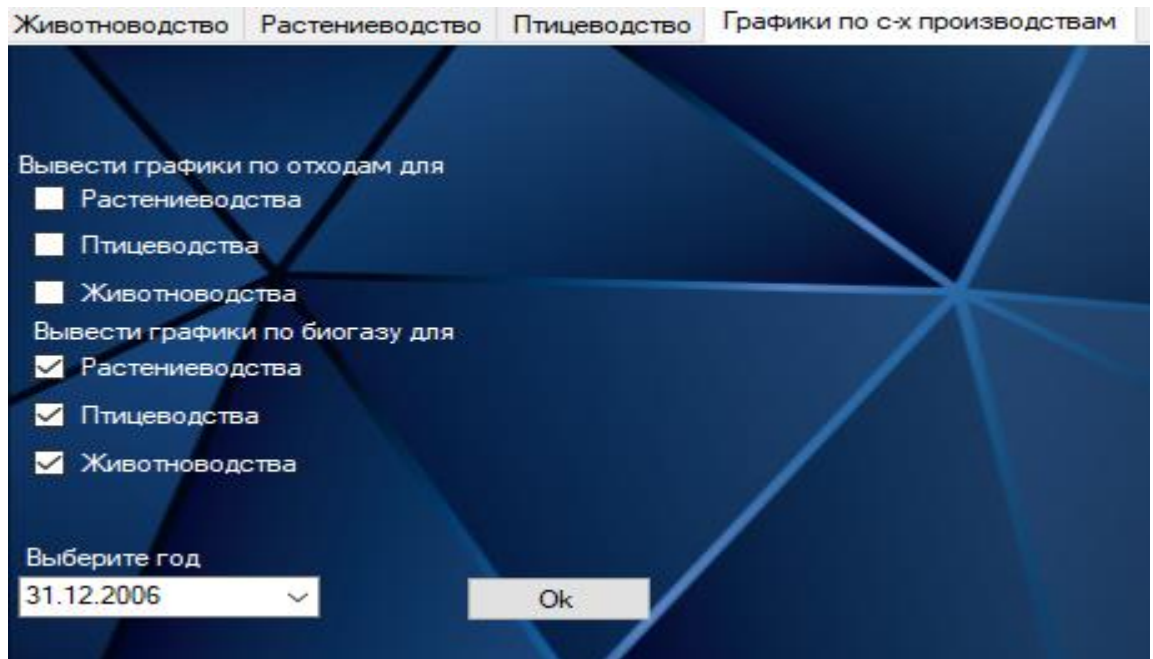 Животноводство Растениеводство Птицеводство Графики по с-х производствам
Вывести графики по отходам для
Растениеводства
Птицеводства
Животноводства
Вывести графики по биогазу для
Растениеводства
Птицеводства
Животноводства
Выберите год
31.12.2006
Ok